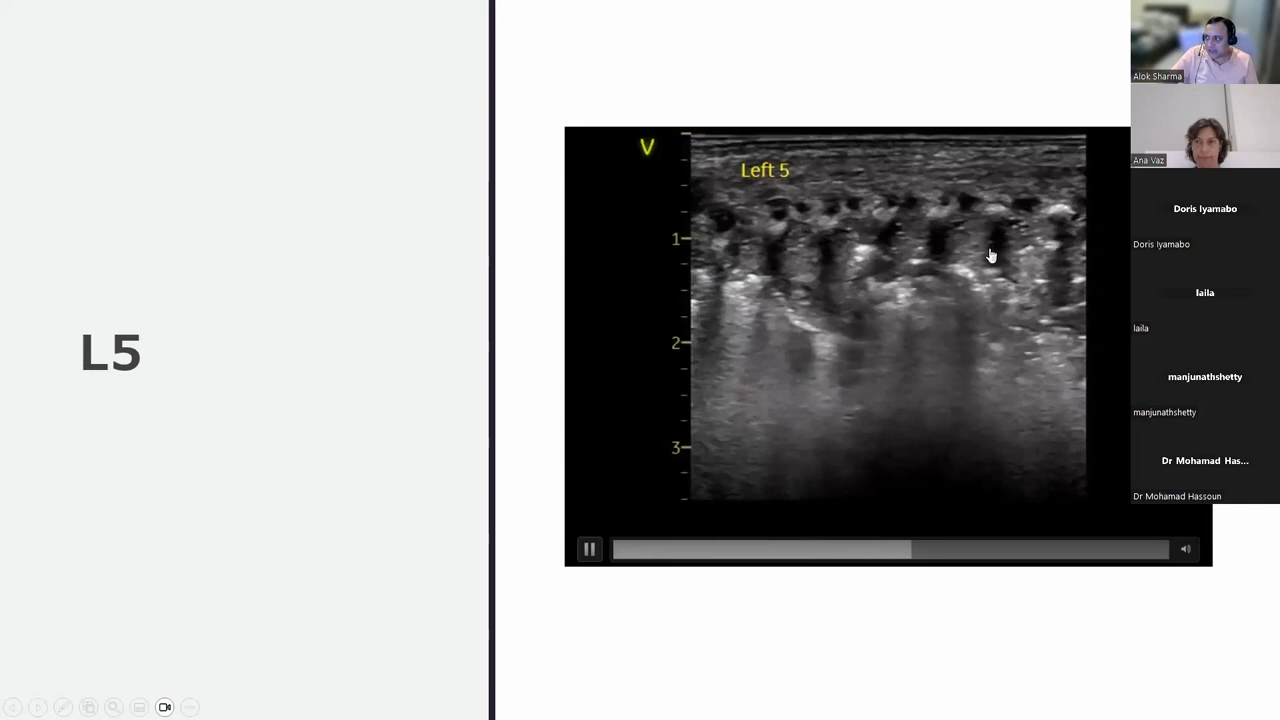 L5
V
Left 5
1
2
3
Alok Sharma
Ana Vaz
Doris Iyamabo
Doris Iyamabo
laila
laila
manjunathshetty
manjunathshetty
Dr Mohamad Has...
Dr Mohamad Hassoun